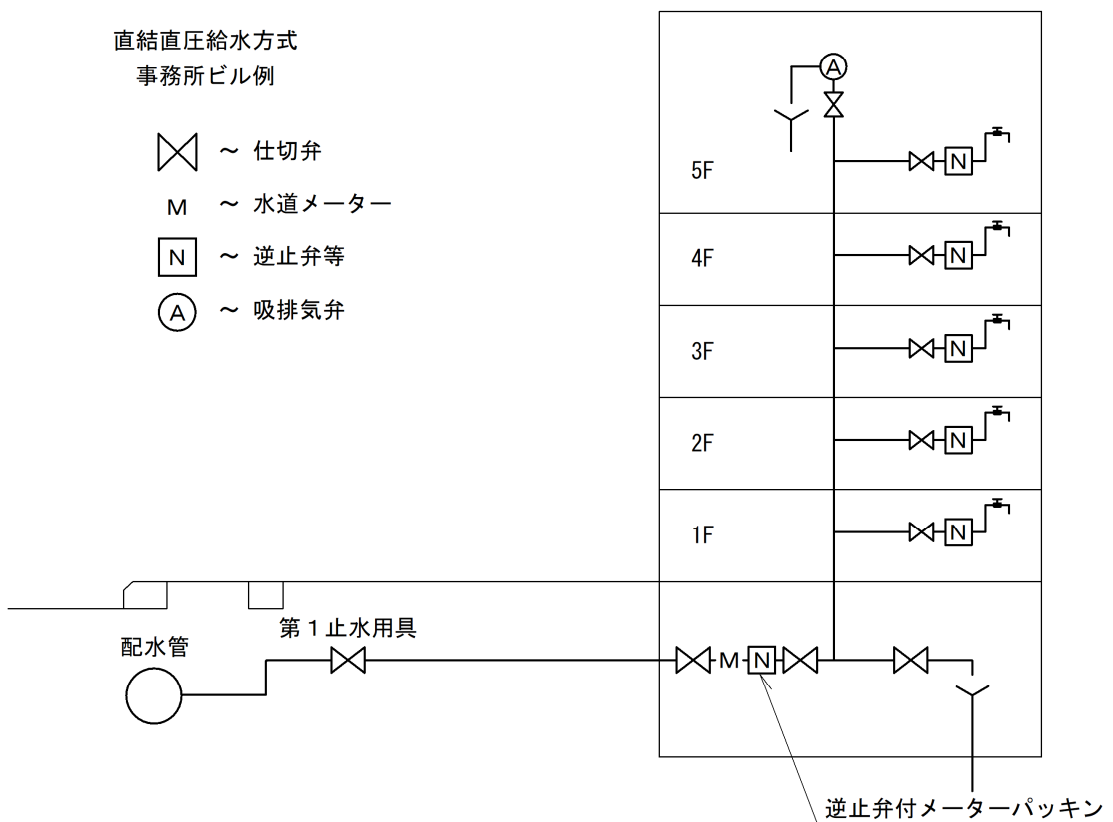 直結直圧給水方式
事務所ビル例
～ 仕切弁
M ～ 水道メーター
N ～ 逆止弁等
A ～ 吸排気弁
A
5F N
4F N
3F N
2F N
1F N
第１止水用具
配水管
M N
逆止弁付メーターパッキン